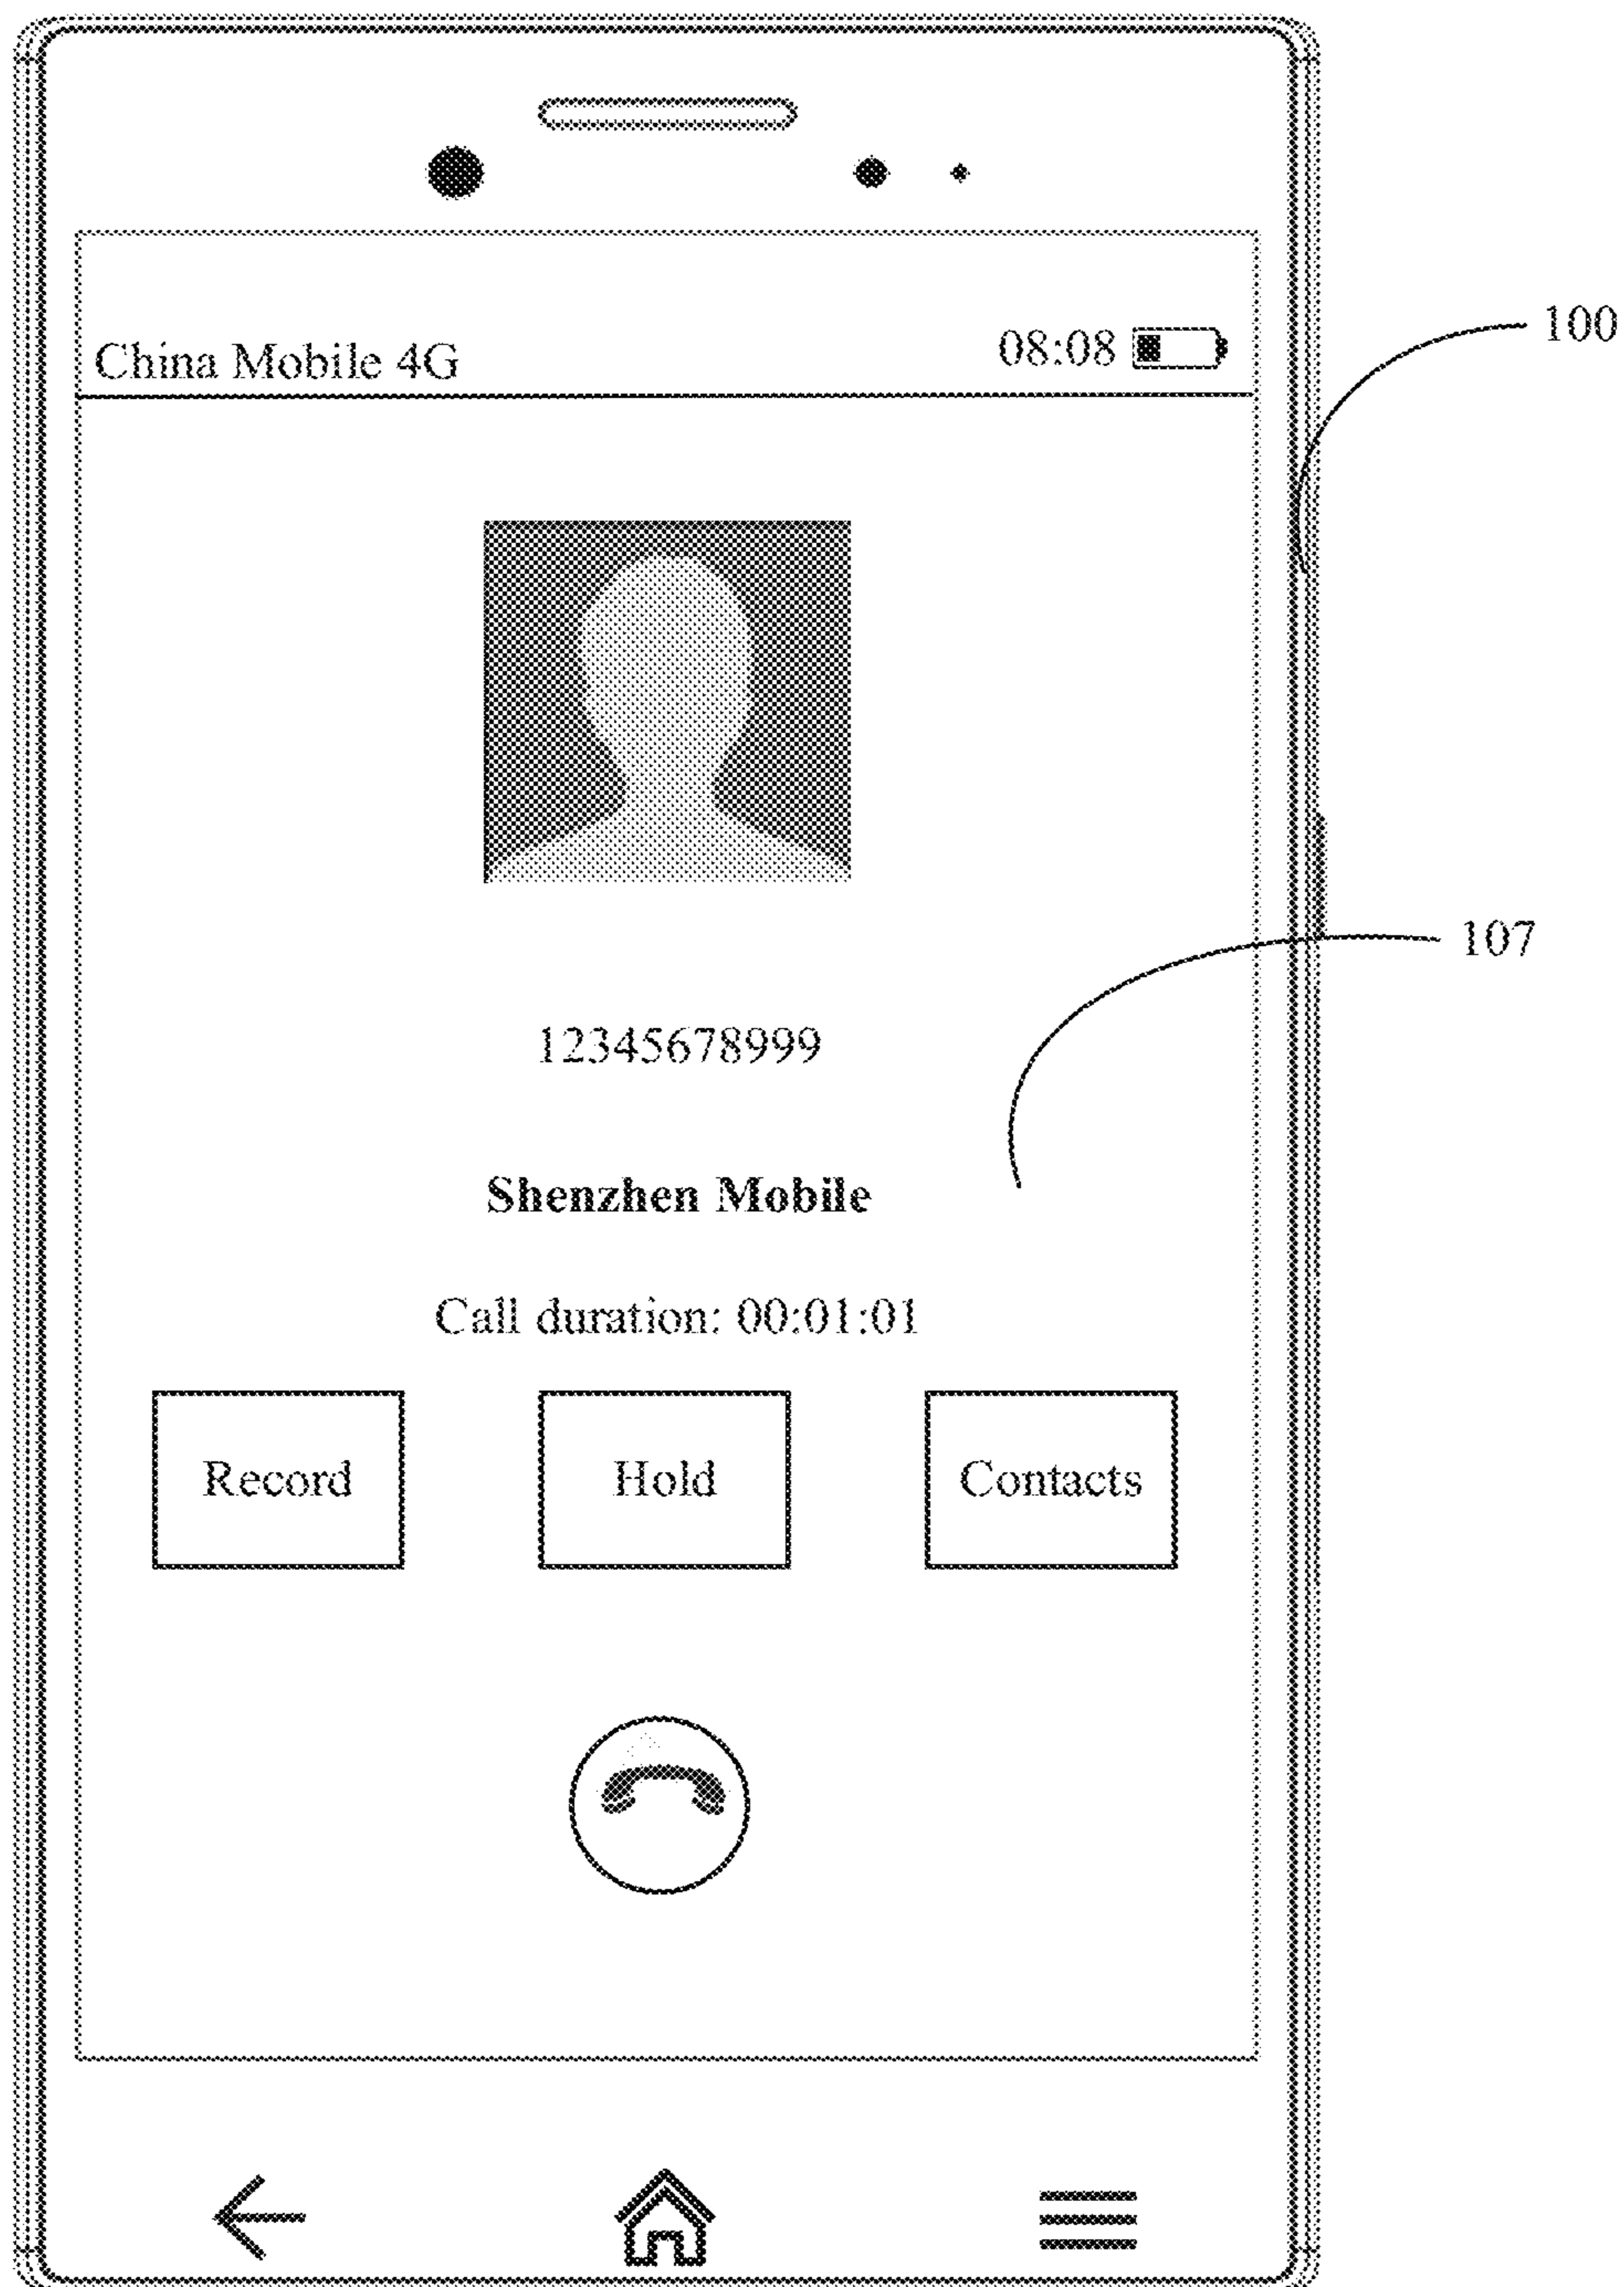 China Mobile 4G 08:08
100
107
12345678999
Shenzhen Mobile
Call duration: 00:01:01
Record Hold Contacts